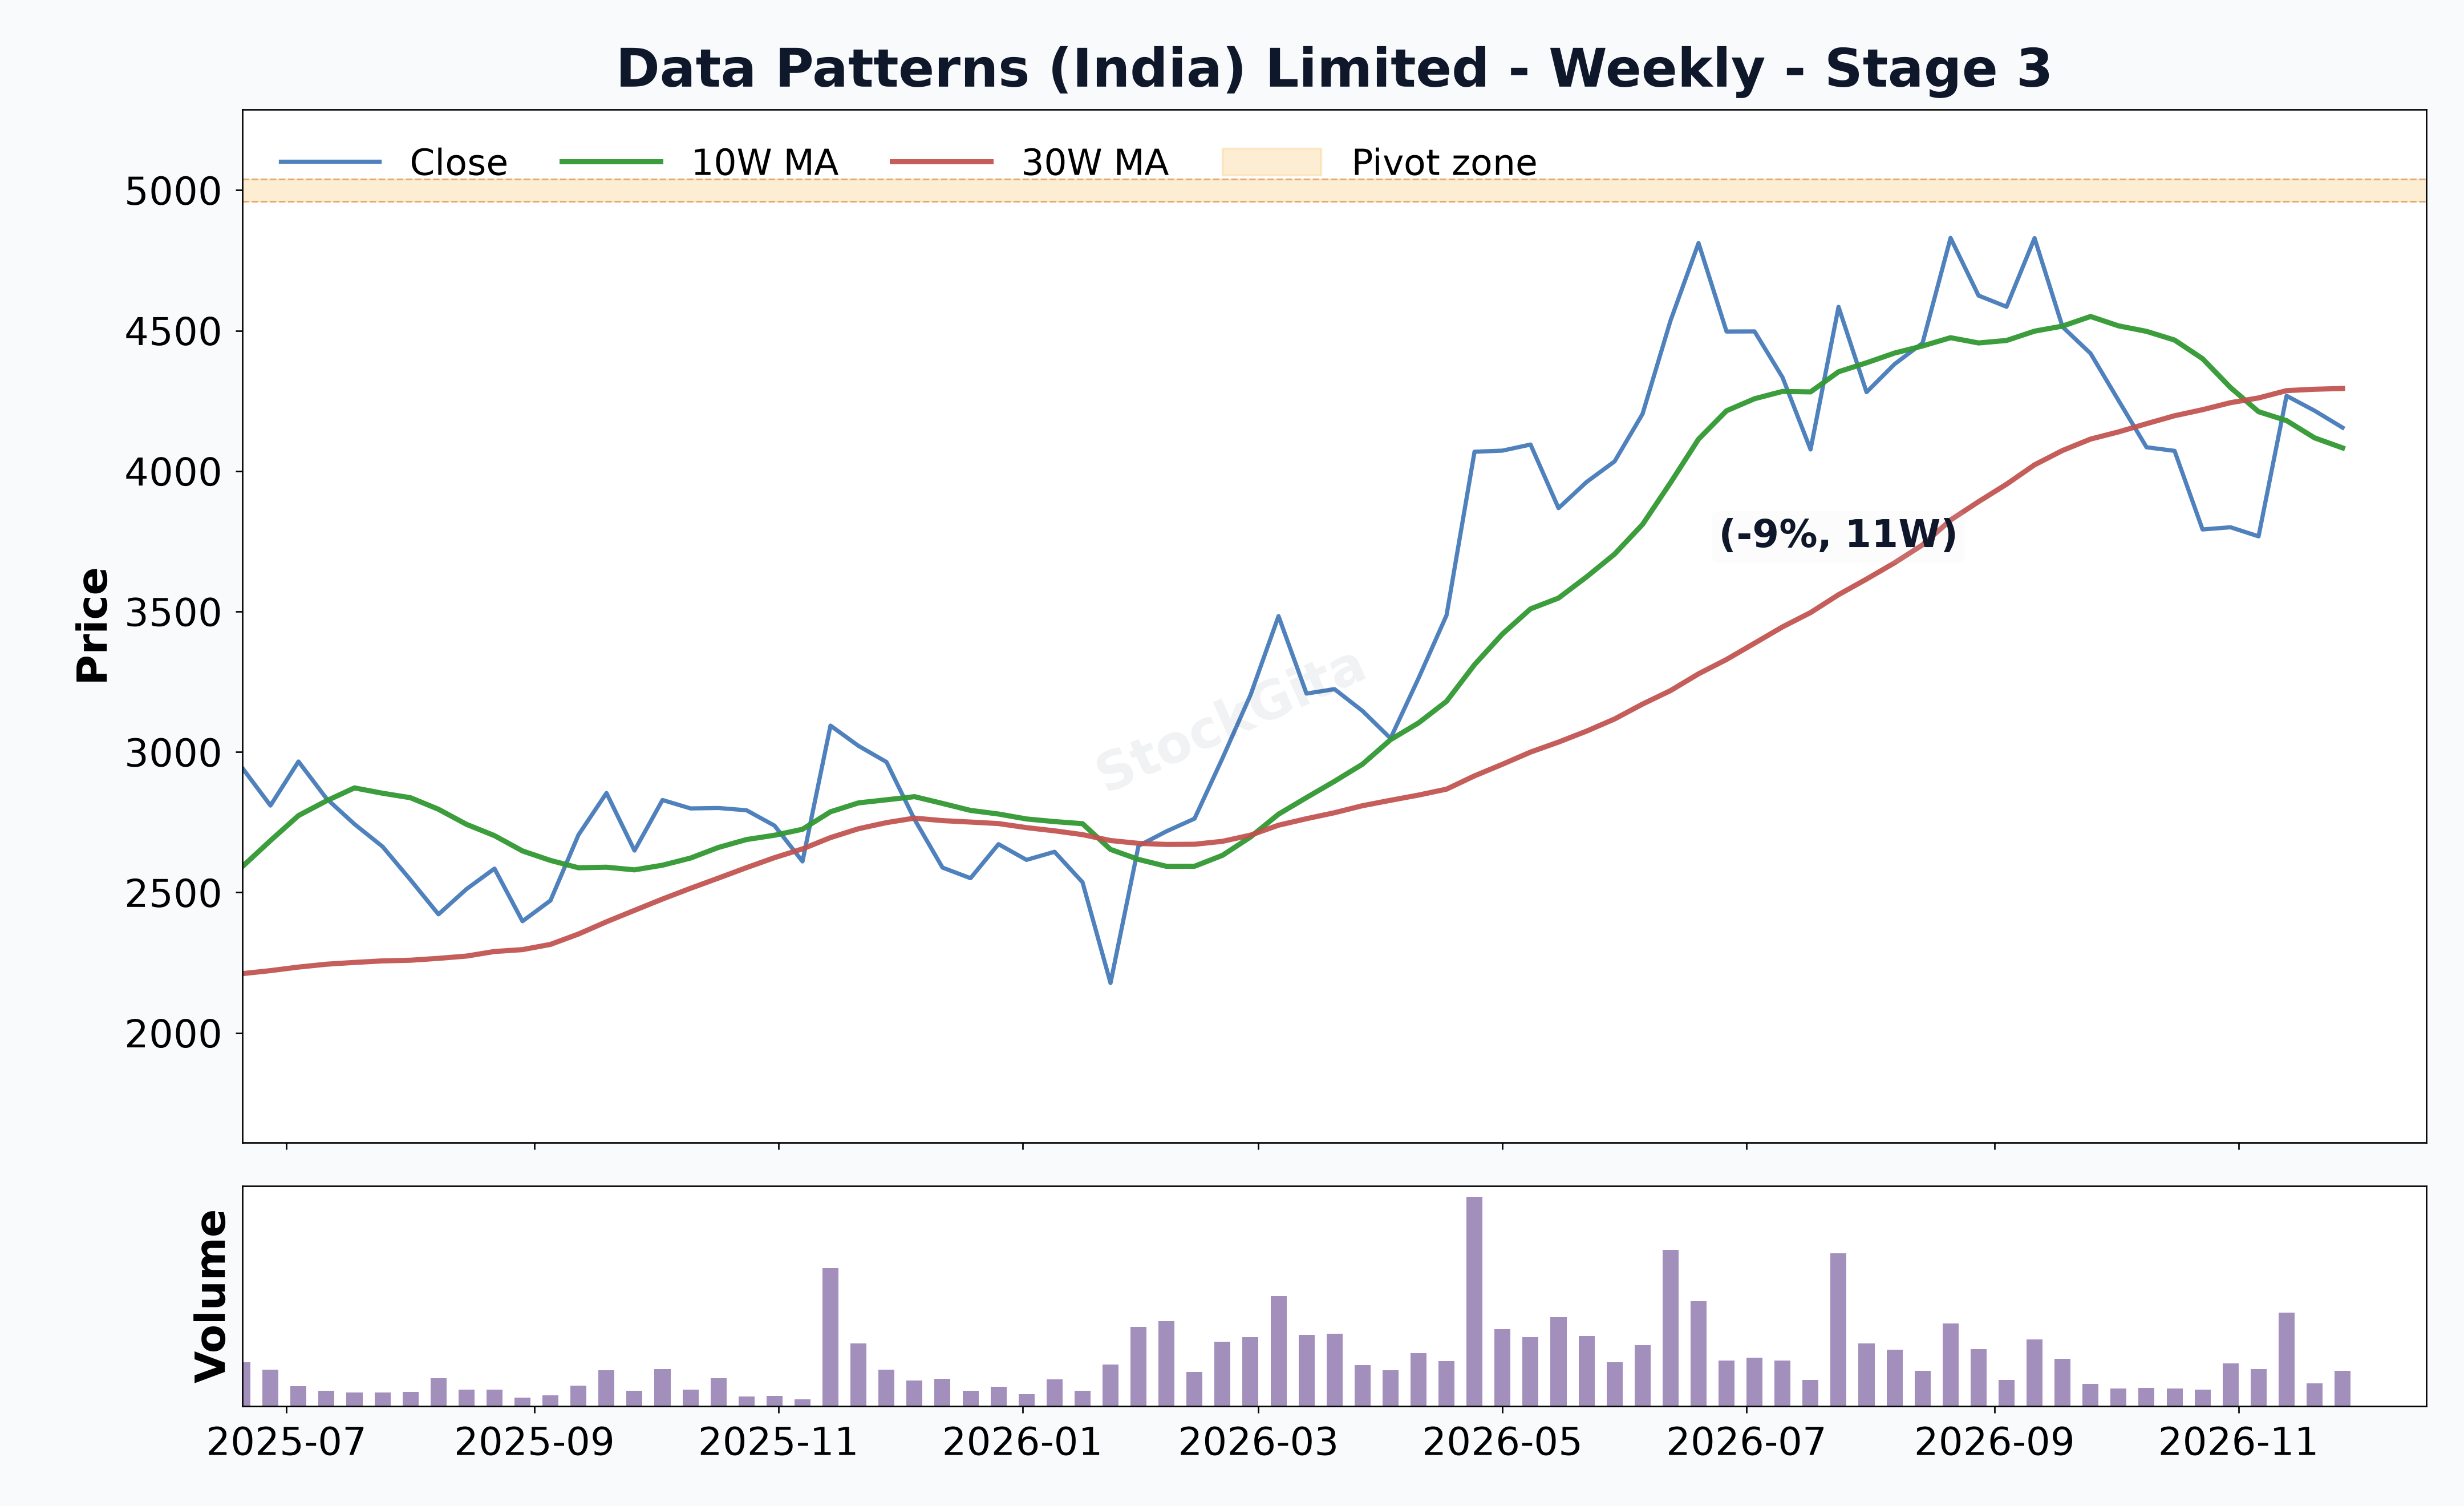 Data Patterns (India) Limited - Weekly - Stage 3
Close 10W MA 30W MA Pivot zone
5000
4500
4000
3500
3000
2500
2000
Price
(-9%, 11W)
StockGita
Volume
2025-07 2025-09 2025-11 2026-01 2026-03 2026-05 2026-07 2026-09 2026-11